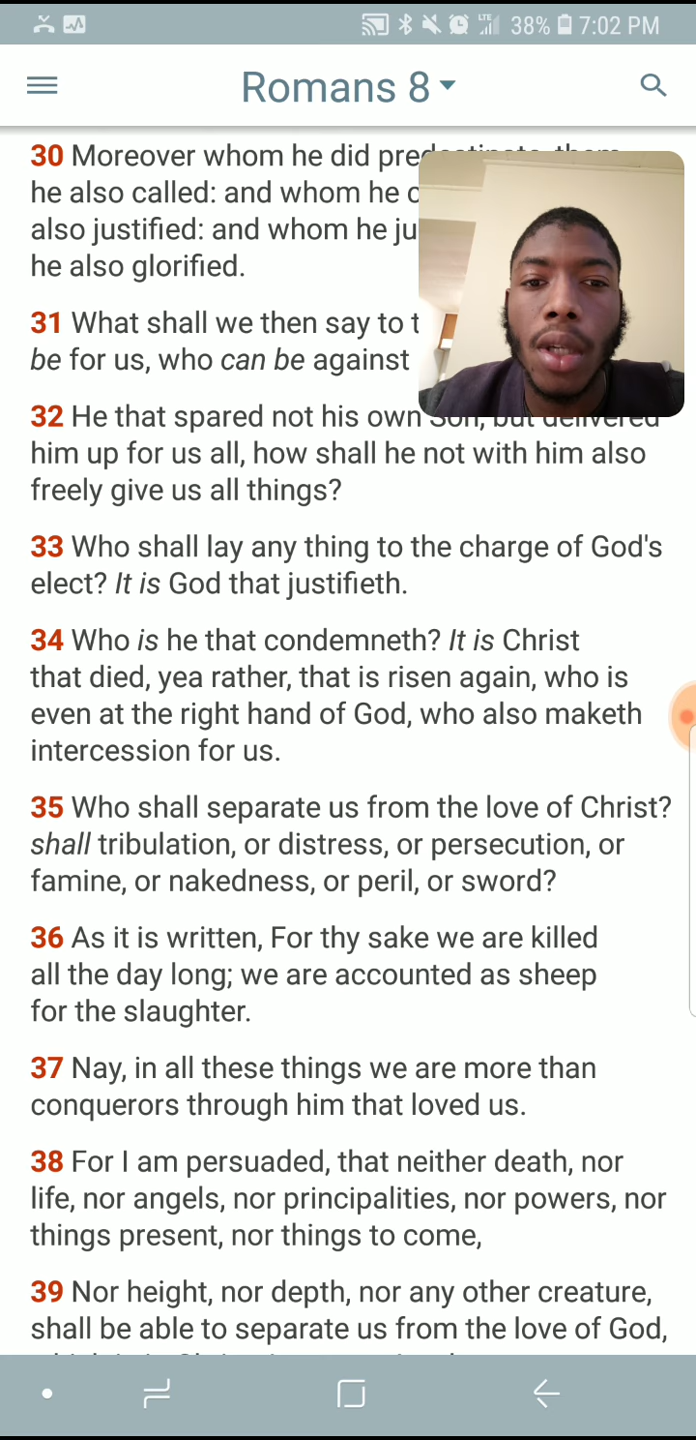 LTE 38% 7:02 PM
Romans 8
30 Moreover whom he did predestinate, them
he also called: and whom he c
also justified: and whom he ju
he also glorified.
31 What shall we then say to t
be for us, who can be against
32 He that spared not his own Son, but delivered
him up for us all, how shall he not with him also
freely give us all things?
33 Who shall lay any thing to the charge of God's
elect? It is God that justifieth.
34 Who is he that condemneth? It is Christ
that died, yea rather, that is risen again, who is
even at the right hand of God, who also maketh
intercession for us.
35 Who shall separate us from the love of Christ?
shall tribulation, or distress, or persecution, or
famine, or nakedness, or peril, or sword?
36 As it is written, For thy sake we are killed
all the day long; we are accounted as sheep
for the slaughter.
37 Nay, in all these things we are more than
conquerors through him that loved us.
38 For I am persuaded, that neither death, nor
life, nor angels, nor principalities, nor powers, nor
things present, nor things to come,
39 Nor height, nor depth, nor any other creature,
shall be able to separate us from the love of God,